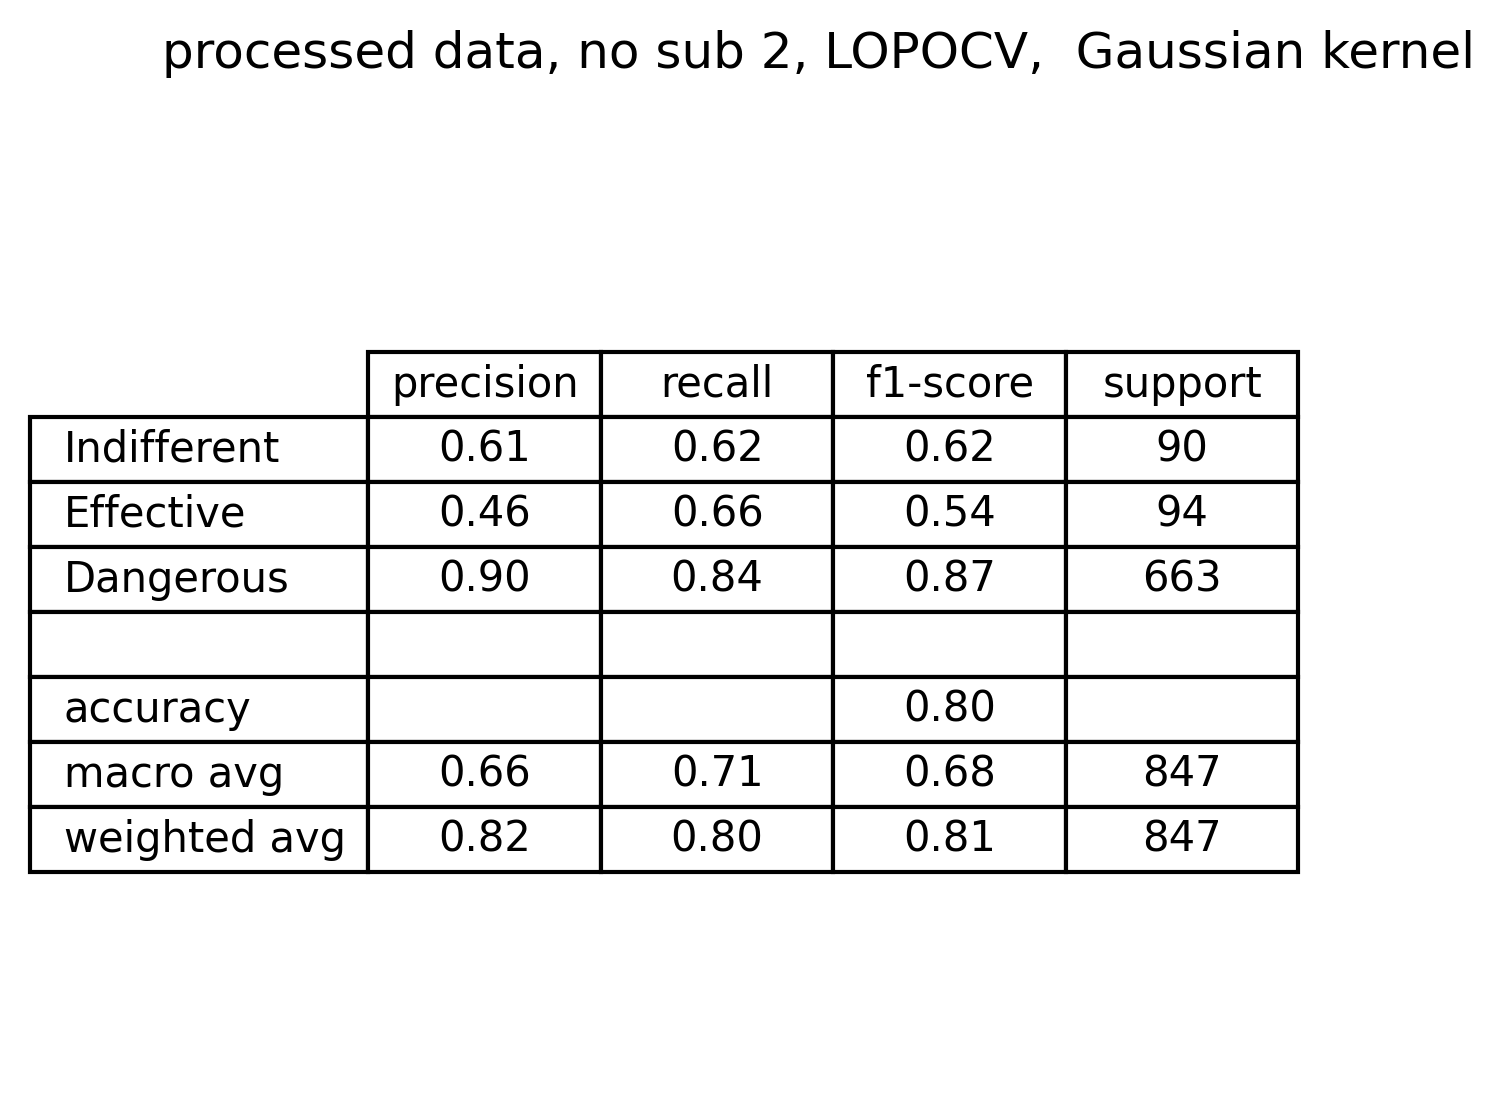 processed data, no sub 2, LOPOCV,  Gaussian kernel
precision recall f1-score support
Indifferent 0.61 0.62 0.62 90
Effective 0.46 0.66 0.54 94
Dangerous 0.90 0.84 0.87 663
accuracy 0.80
macro avg 0.66 0.71 0.68 847
weighted avg 0.82 0.80 0.81 847